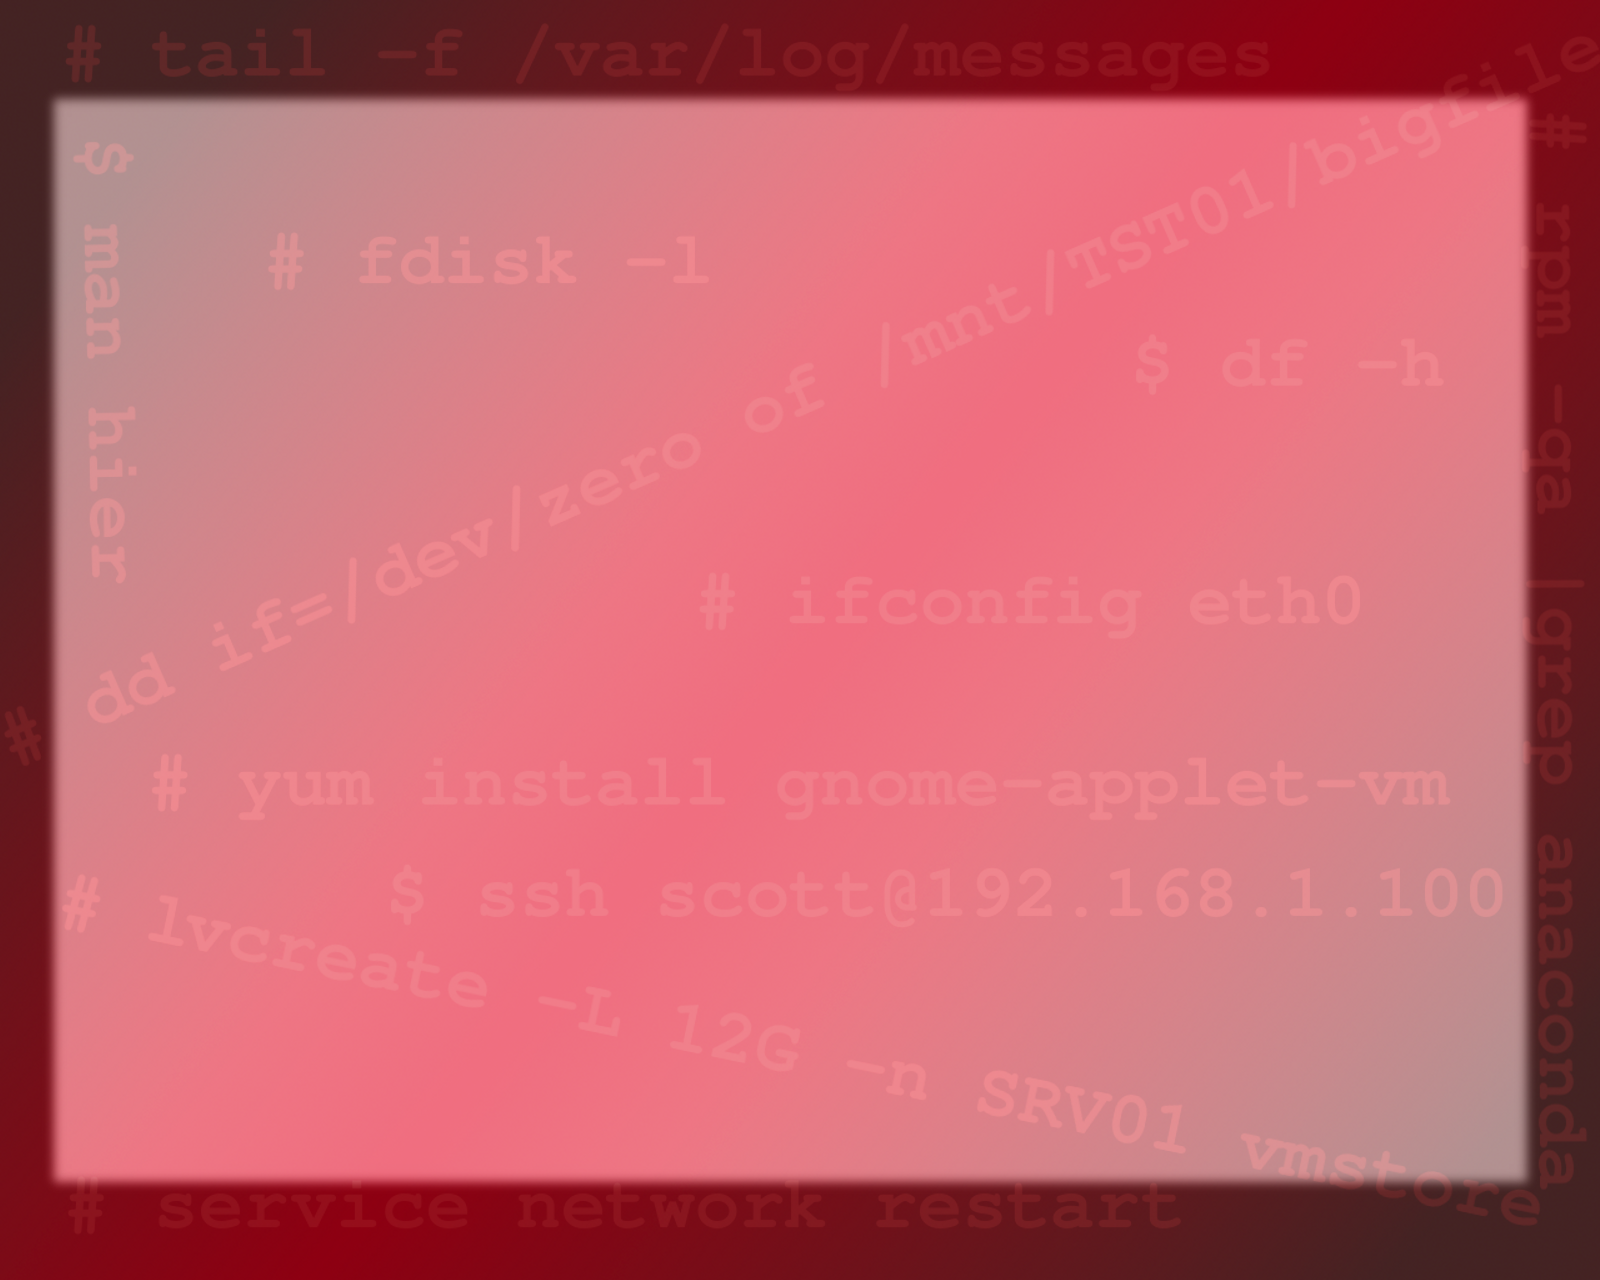 # tail -f /var/log/messages
$ man hier
# fdisk -l
# dd if=/dev/zero of /mnt/TST01/bigfile
$ df -h
# rpm -qa |grep anaconda
# ifconfig eth0
# yum install gnome-applet-vm
$ ssh scott@192.168.1.100
# lvcreate -L 12G -n SRV01 vmstore
# service network restart